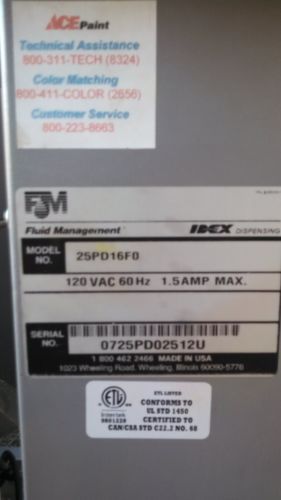 ACE Paint
Technical Assistance
800-311-TECH (8324)
Color Matching
800-411-COLOR (2656)
Customer Service
800-223-8663
FM
Fluid Management
IDEX DISPENSING
MODEL NO. 25PD16F0
120 VAC 60 Hz 1.5AMP MAX.
SERIAL NO. 0725PD02512U
1 800 462 2466 MADE IN USA
1023 Wheeling Road, Wheeling, Illinois 60090-5776
ETL LISTED
CONFORMS TO
UL STD 1450
CERTIFIED TO
CAN/CSA STD C22.2 NO. 68